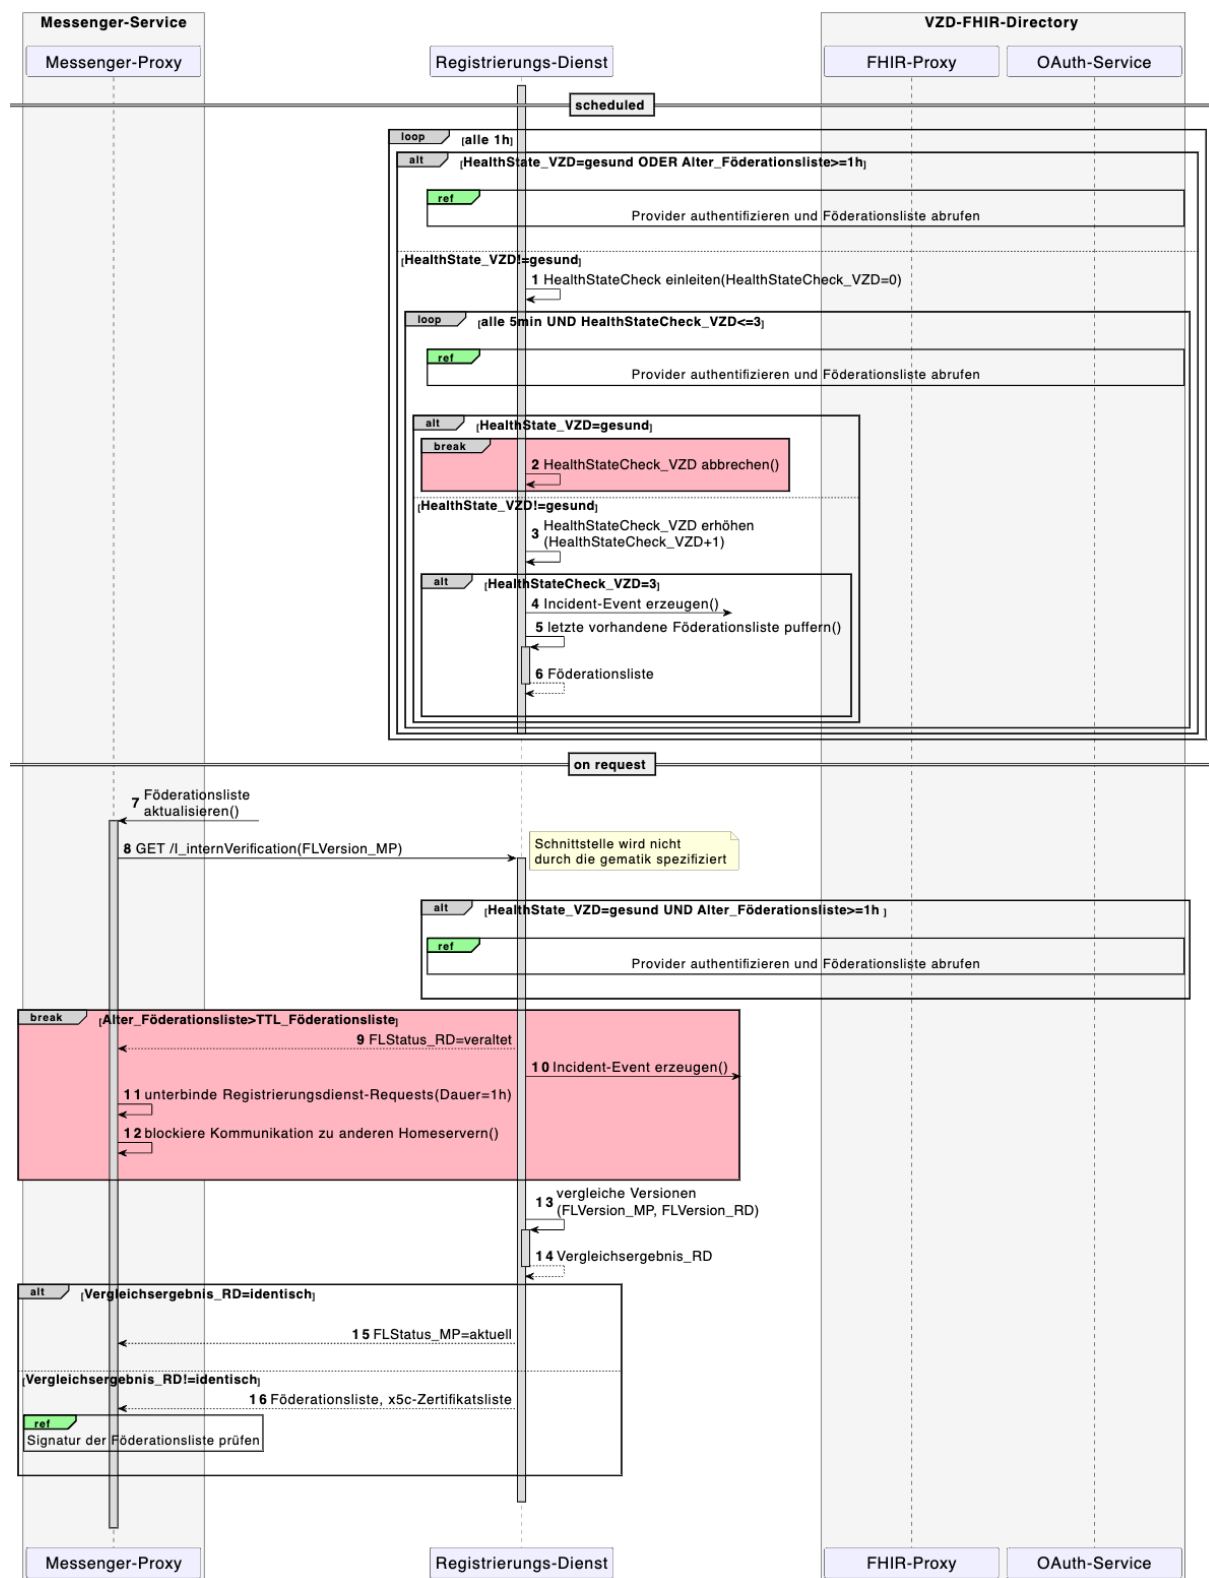 Messenger-Service
VZD-FHIR-Directory
Messenger-Proxy
Registrierungs-Dienst
FHIR-Proxy
OAuth-Service
scheduled
loop [alle 1h]
alt [HealthState_VZD=gesund ODER Alter_Föderationsliste>=1h]
ref
Provider authentifizieren und Föderationsliste abrufen
[HealthState_VZD!=gesund]
1 HealthStateCheck einleiten(HealthStateCheck_VZD=0)
loop [alle 5min UND HealthStateCheck_VZD<=3]
ref
Provider authentifizieren und Föderationsliste abrufen
alt [HealthState_VZD=gesund]
break
2 HealthStateCheck_VZD abbrechen()
[HealthState_VZD!=gesund]
3 HealthStateCheck_VZD erhöhen
(HealthStateCheck_VZD+1)
alt [HealthStateCheck_VZD=3]
4 Incident-Event erzeugen()
5 letzte vorhandene Föderationsliste puffern()
6 Föderationsliste
on request
7 Föderationsliste
aktualisieren()
8 GET /I_internVerification(FLVersion_MP)
Schnittstelle wird nicht
durch die gematik spezifiziert
alt [HealthState_VZD=gesund UND Alter_Föderationsliste>=1h ]
ref
Provider authentifizieren und Föderationsliste abrufen
break [Alter_Föderationsliste>TTL_Föderationsliste]
9 FLStatus_RD=veraltet
10 Incident-Event erzeugen()
11 unterbinde Registrierungsdienst-Requests(Dauer=1h)
12 blockiere Kommunikation zu anderen Homeservern()
13 vergleiche Versionen
(FLVersion_MP, FLVersion_RD)
14 Vergleichsergebnis_RD
alt [Vergleichsergebnis_RD=identisch]
15 FLStatus_MP=aktuell
[Vergleichsergebnis_RD!=identisch]
16 Föderationsliste, x5c-Zertifikatsliste
ref
Signatur der Föderationsliste prüfen
Messenger-Proxy
Registrierungs-Dienst
FHIR-Proxy
OAuth-Service